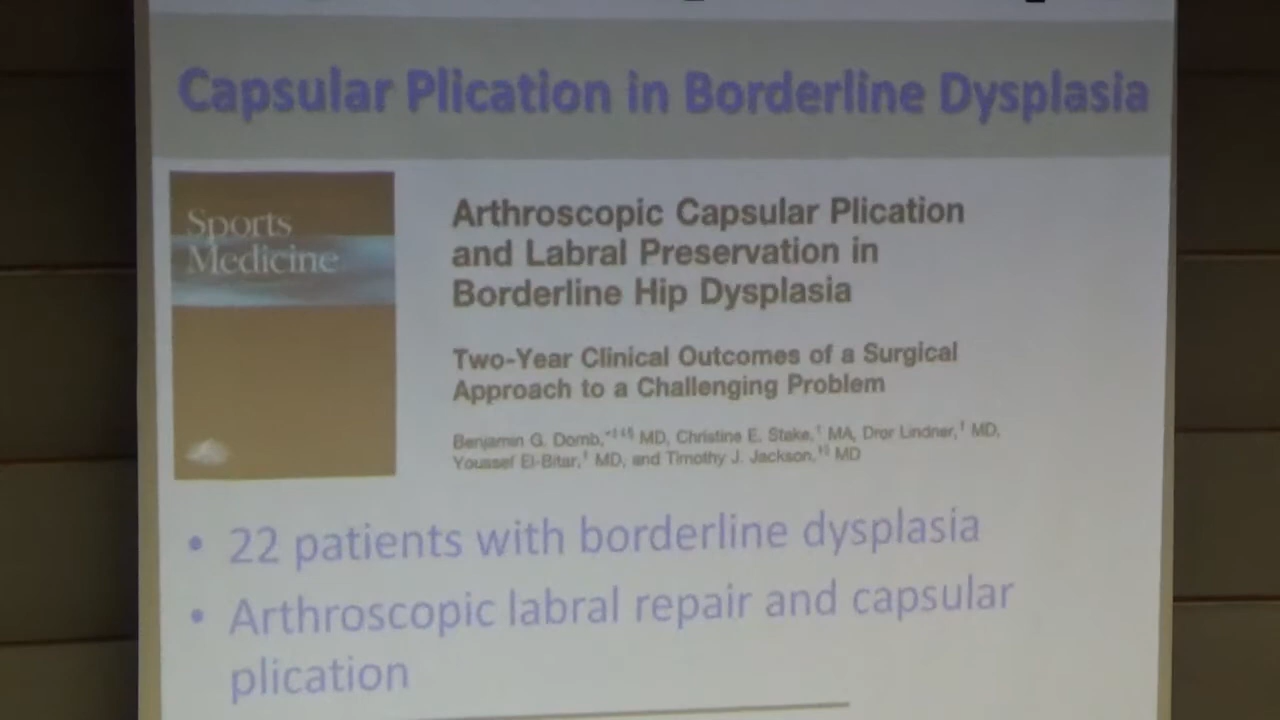 Capsular Plication in Borderline Dysplasia
Sports
Medicine
Arthroscopic Capsular Plication
and Labral Preservation in
Borderline Hip Dysplasia
Two-Year Clinical Outcomes of a Surgical
Approach to a Challenging Problem
Benjamin G. Domb,*†‡§ MD, Christine E. Stake,† MA, Dror Lindner,† MD,
Youssef El-Bitar,† MD, and Timothy J. Jackson,†§ MD
• 22 patients with borderline dysplasia
• Arthroscopic labral repair and capsular
plication